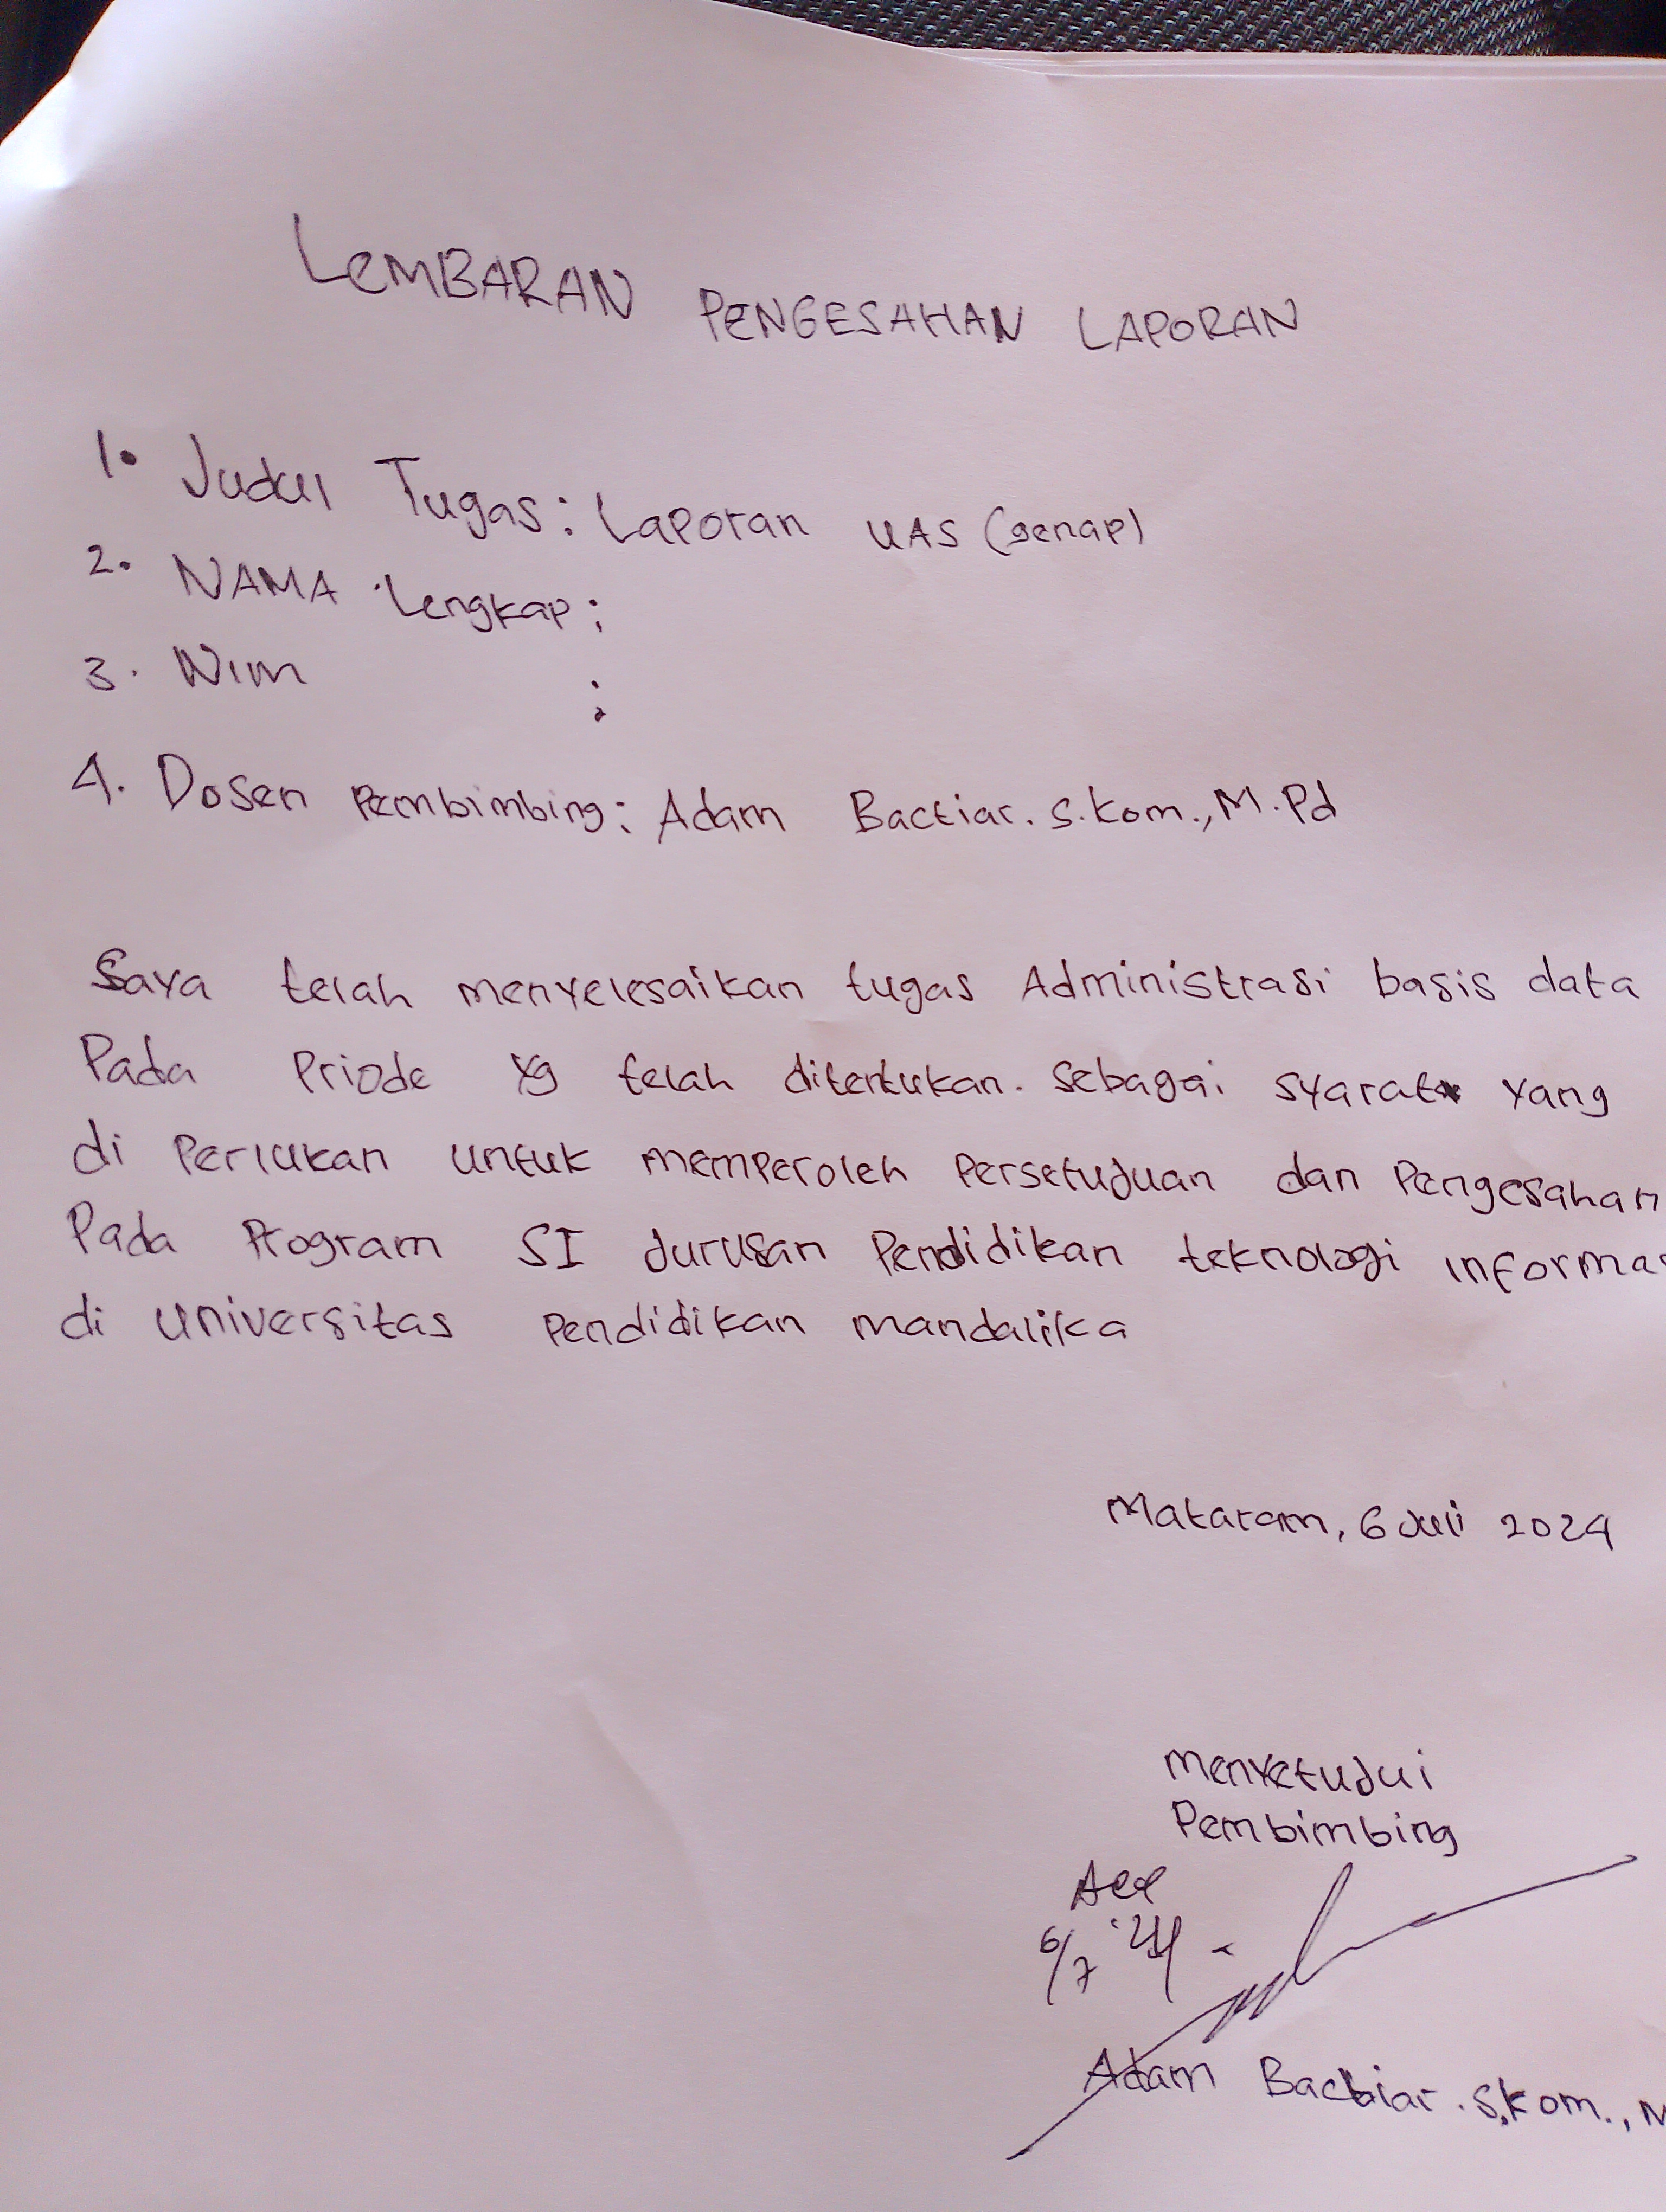 LEMBARAN PENGESAHAN LAPORAN
1. Judul Tugas : Laporan UAS (genap)
2. NAMA Lengkap :
3. Nim :
4. Dosen Pembimbing : Adam Bactiar. S.Kom., M.Pd
Saya telah menyelesaikan tugas Administrasi basis data
Pada Priode yg telah ditentukan. Sebagai syarat yang
di Perlukan untuk memperoleh Persetujuan dan Pengesahan
Pada Program SI Jurusan Pendidikan teknologi informa
di universitas Pendidikan mandalika
Mataram, 6 Juli 2024
Menyetujui
Pembimbing
Acc
6/7 '24
Adam Bactiar. S.Kom., M